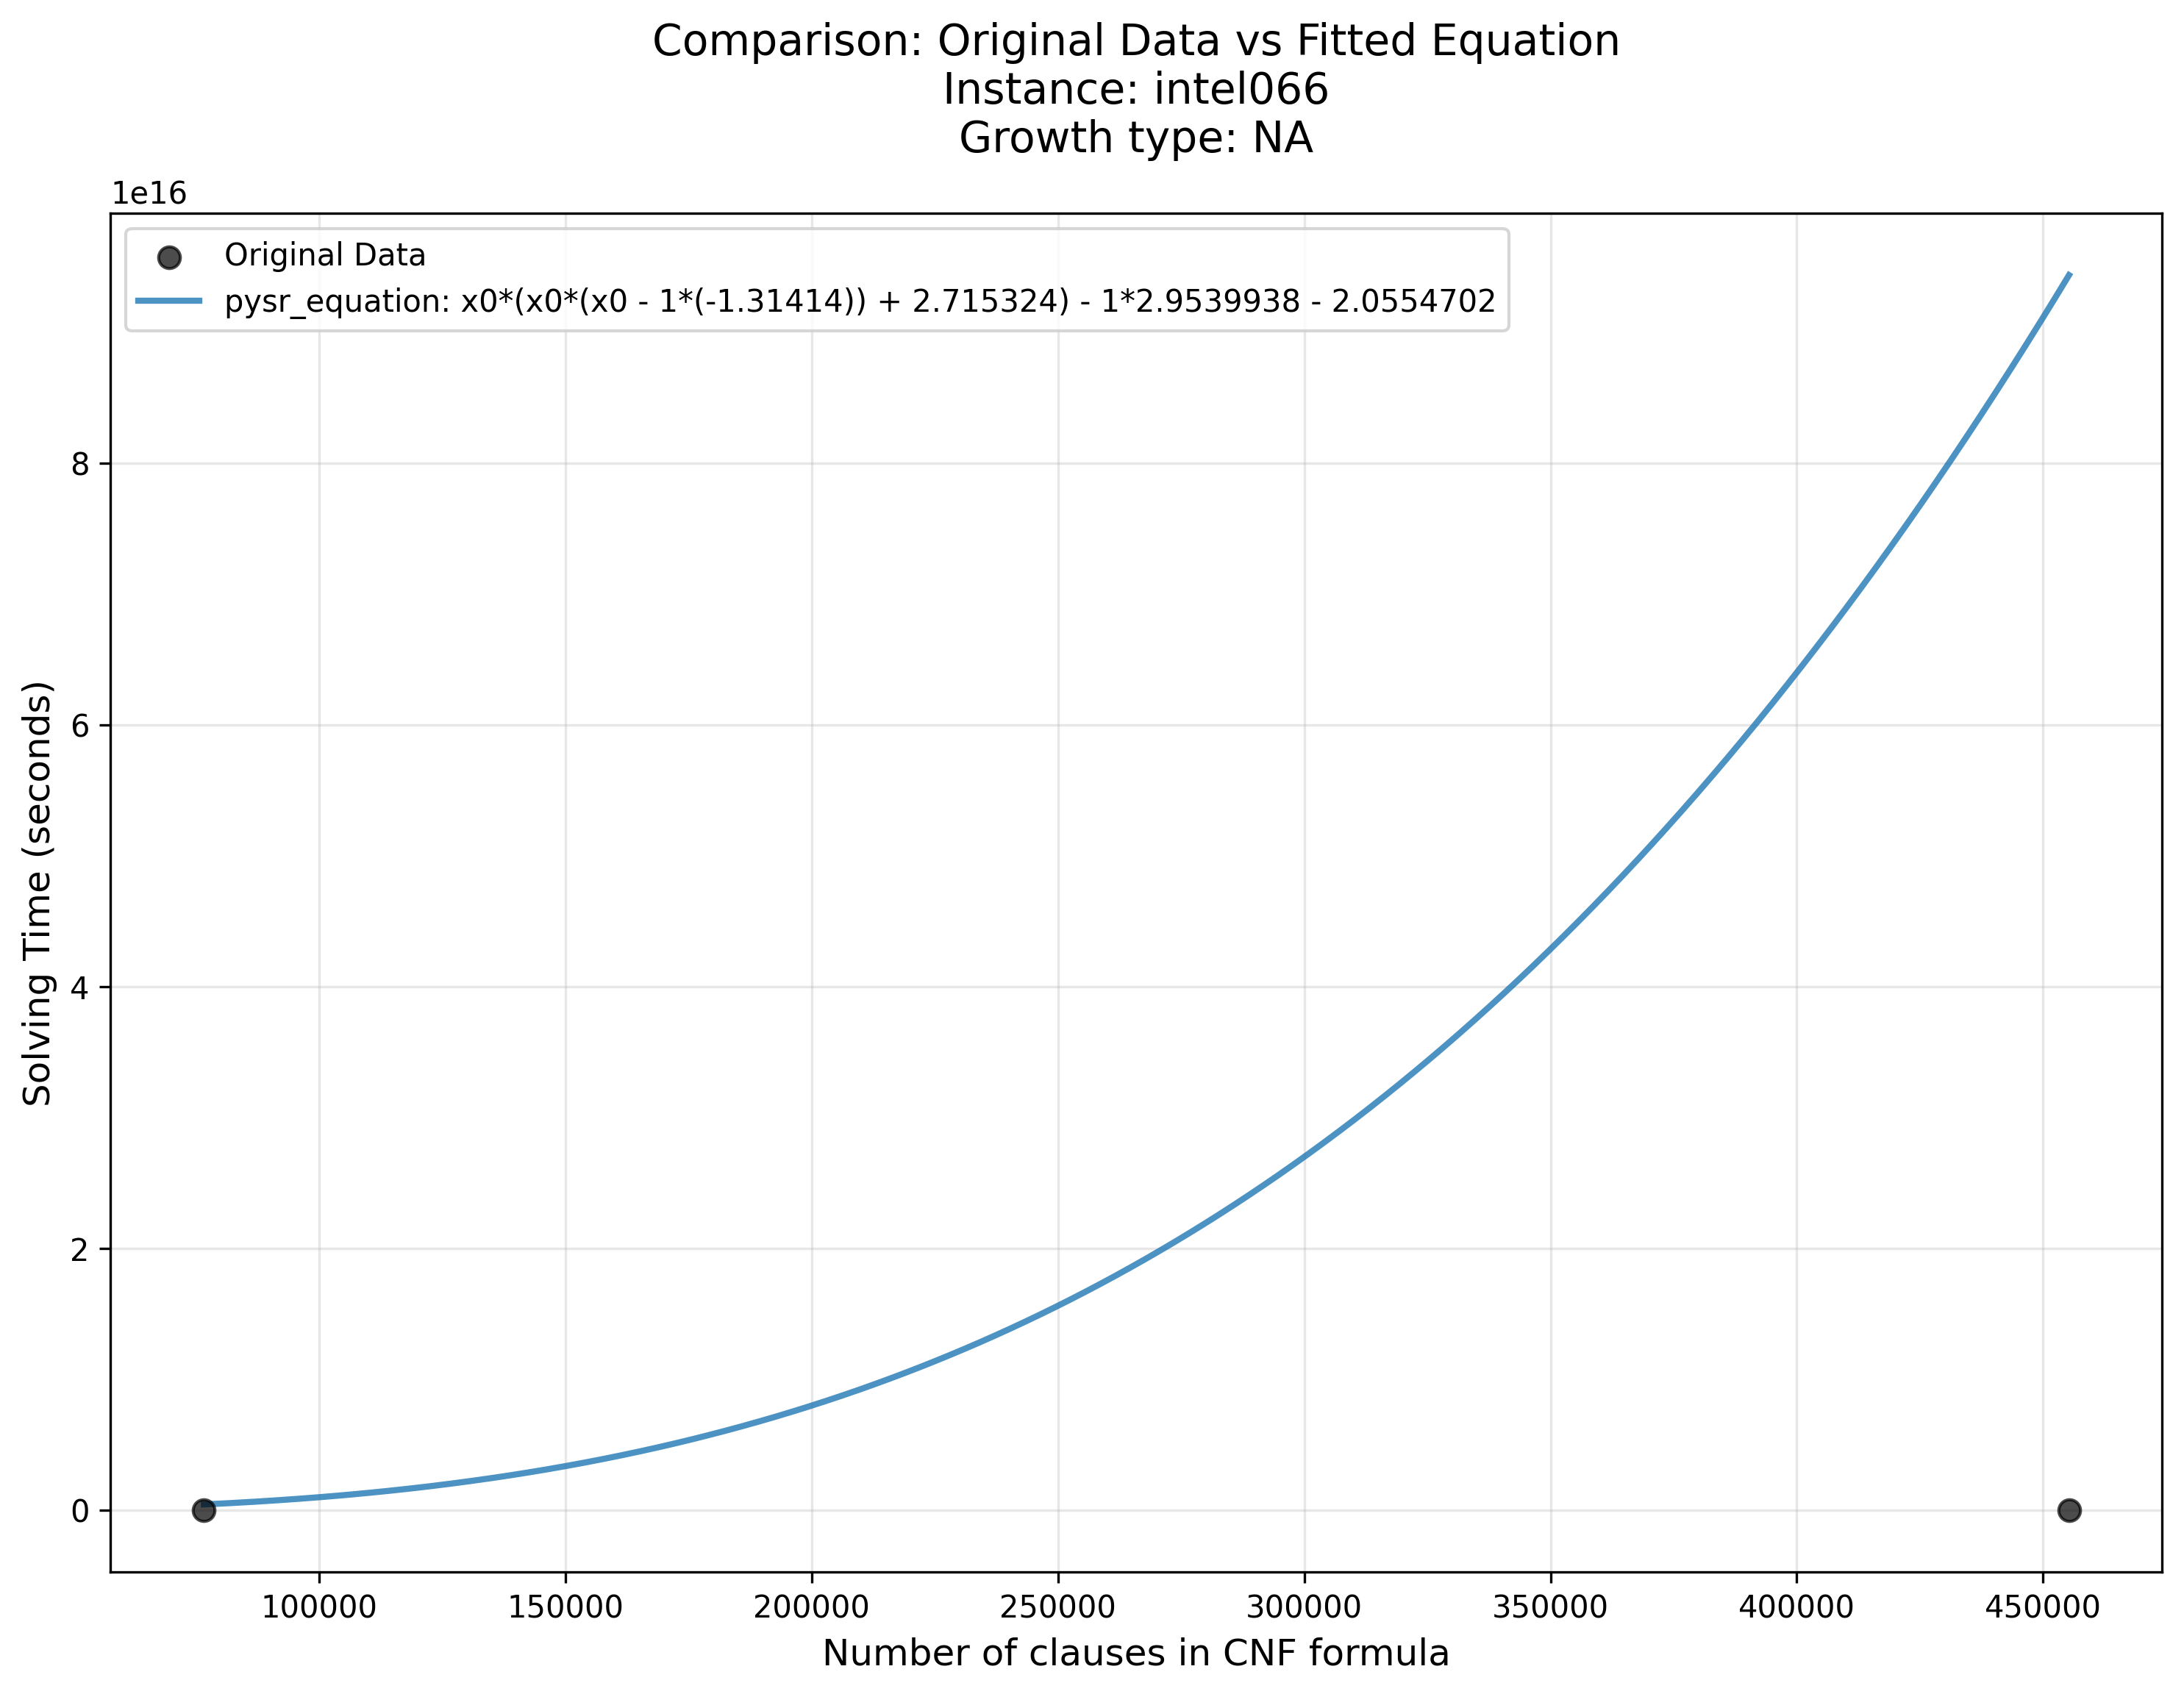 Comparison: Original Data vs Fitted Equation
Instance: intel066
Growth type: NA
1e16
Original Data
pysr_equation: x0*(x0*(x0 - 1*(-1.31414)) + 2.715324) - 1*2.9539938 - 2.0554702
8
6
4
2
0
Solving Time (seconds)
100000 150000 200000 250000 300000 350000 400000 450000
Number of clauses in CNF formula